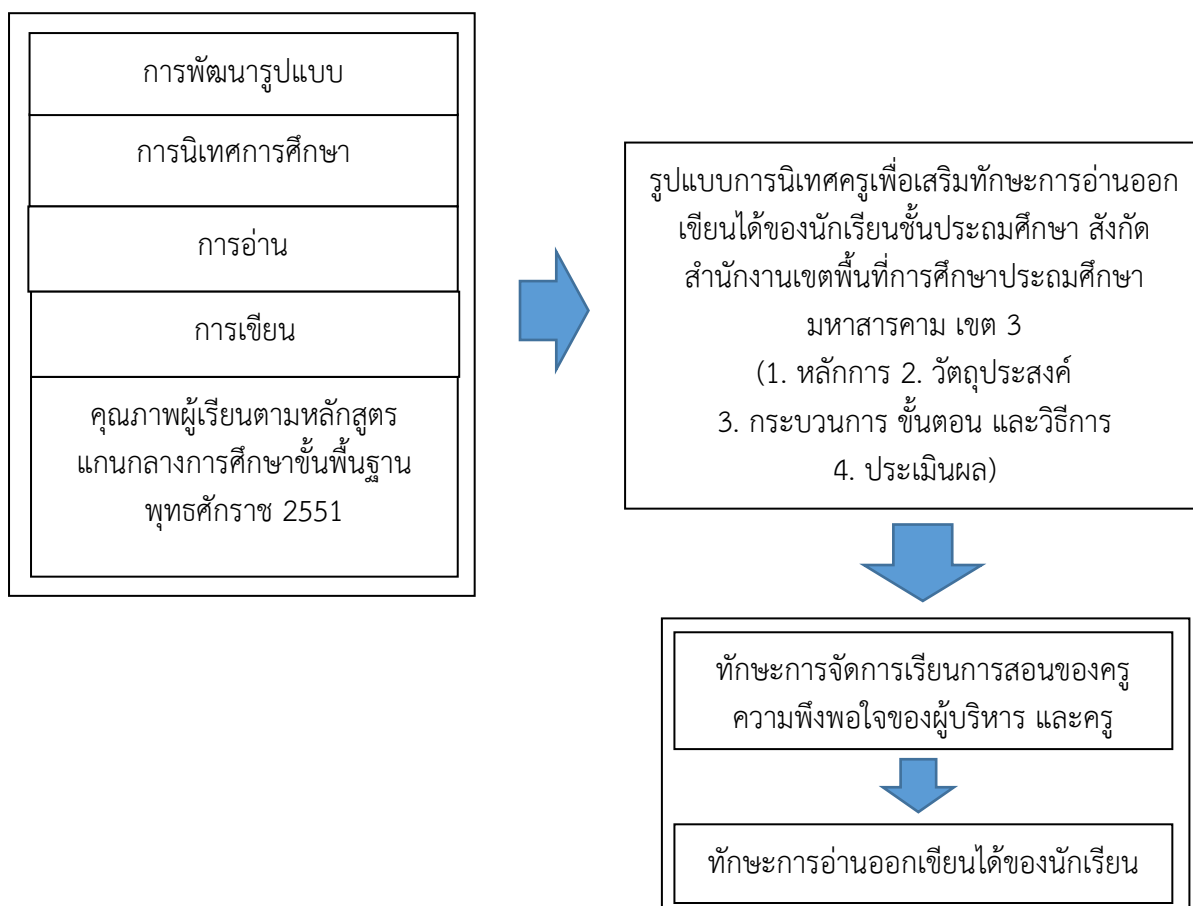 การพัฒนารูปแบบ
การนิเทศการศึกษา
การอ่าน
การเขียน
คุณภาพผู้เรียนตามหลักสูตร
แกนกลางการศึกษาขั้นพื้นฐาน
พุทธศักราช 2551
รูปแบบการนิเทศครูเพื่อเสริมทักษะการอ่านออก
เขียนได้ของนักเรียนชั้นประถมศึกษา สังกัด
สำนักงานเขตพื้นที่การศึกษาประถมศึกษา
มหาสารคาม เขต 3
(1. หลักการ 2. วัตถุประสงค์
3. กระบวนการ ขั้นตอน และวิธีการ
4. ประเมินผล)
ทักษะการจัดการเรียนการสอนของครู
ความพึงพอใจของผู้บริหาร และครู
ทักษะการอ่านออกเขียนได้ของนักเรียน